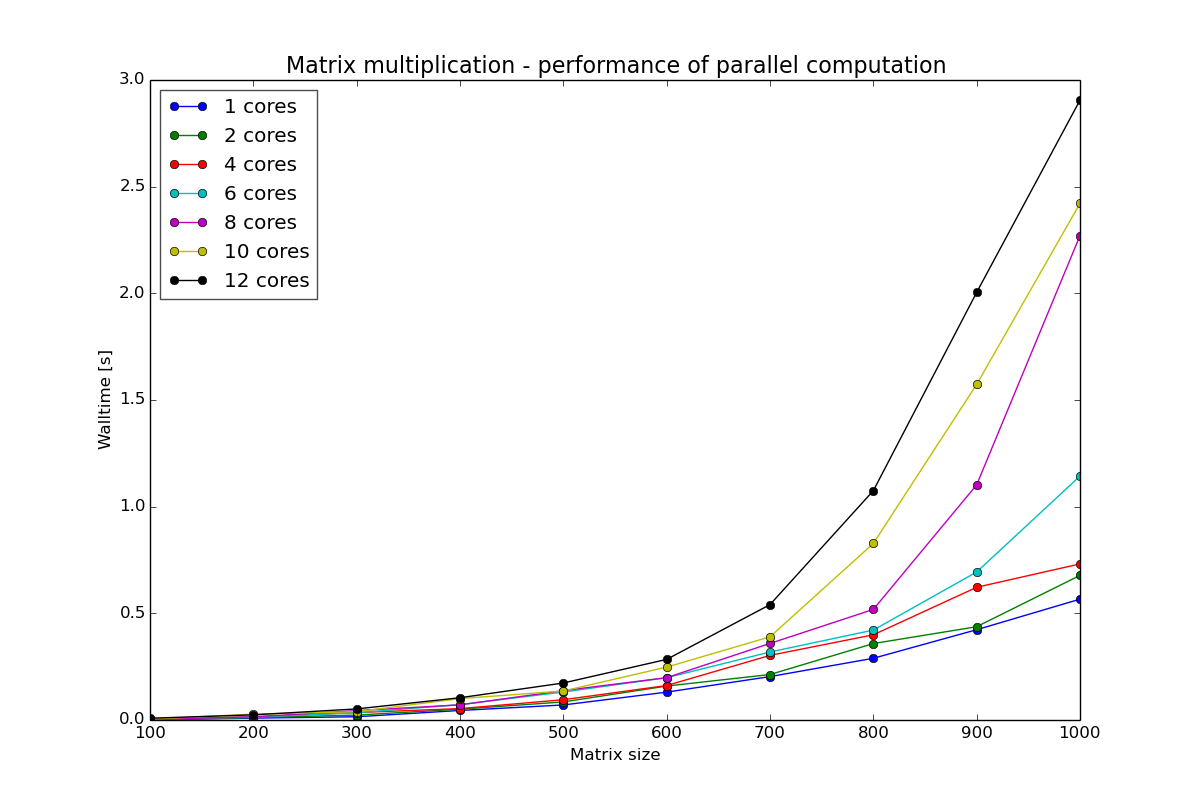 Matrix multiplication - performance of parallel computation
3.0
2.5
2.0
1.5
1.0
0.5
0.0
Walltime [s]
1 cores
2 cores
4 cores
6 cores
8 cores
10 cores
12 cores
100 200 300 400 500 600 700 800 900 1000
Matrix size